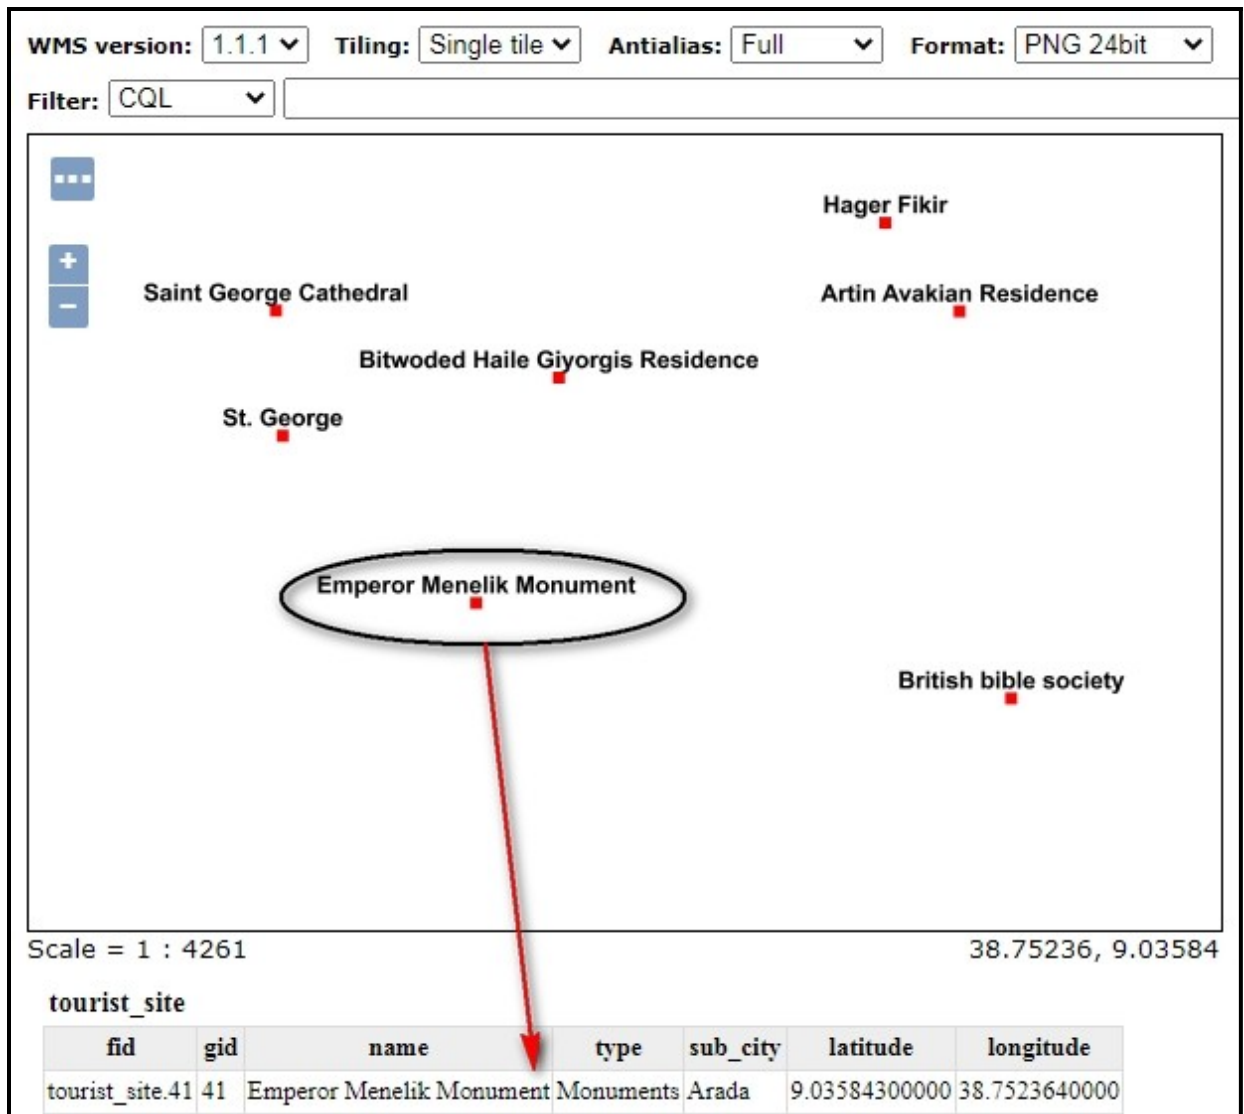 WMS version: 1.1.1 Tiling: Single tile Antialias: Full Format: PNG 24bit
Filter: CQL
Hager Fikir
+
Saint George Cathedral
Artin Avakian Residence
−
Bitwoded Haile Giyorgis Residence
St. George
Emperor Menelik Monument
British bible society
Scale = 1 : 4261 38.75236, 9.03584
tourist_site
fid gid name type sub_city latitude longitude
tourist_site.41 41 Emperor Menelik Monument Monuments Arada 9.03584300000 38.7523640000